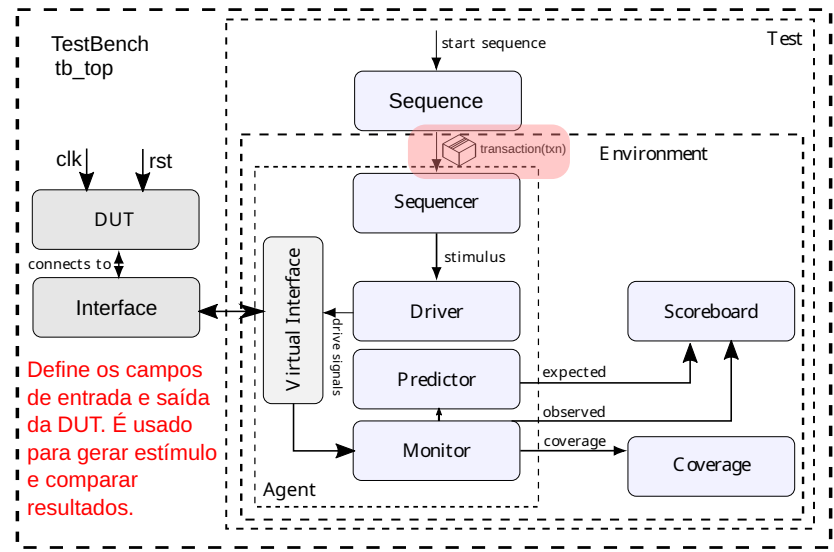 TestBench
tb_top
Test
start sequence
Sequence
transaction(txn)
Environment
clk
rst
Sequencer
DUT
stimulus
connects to
Interface
Virtual Interface
Driver
drive signals
Scoreboard
Predictor
expected
observed
Monitor
coverage
Coverage
Agent
Define os campos
de entrada e saída
da DUT. É usado
para gerar estímulo
e comparar
resultados.